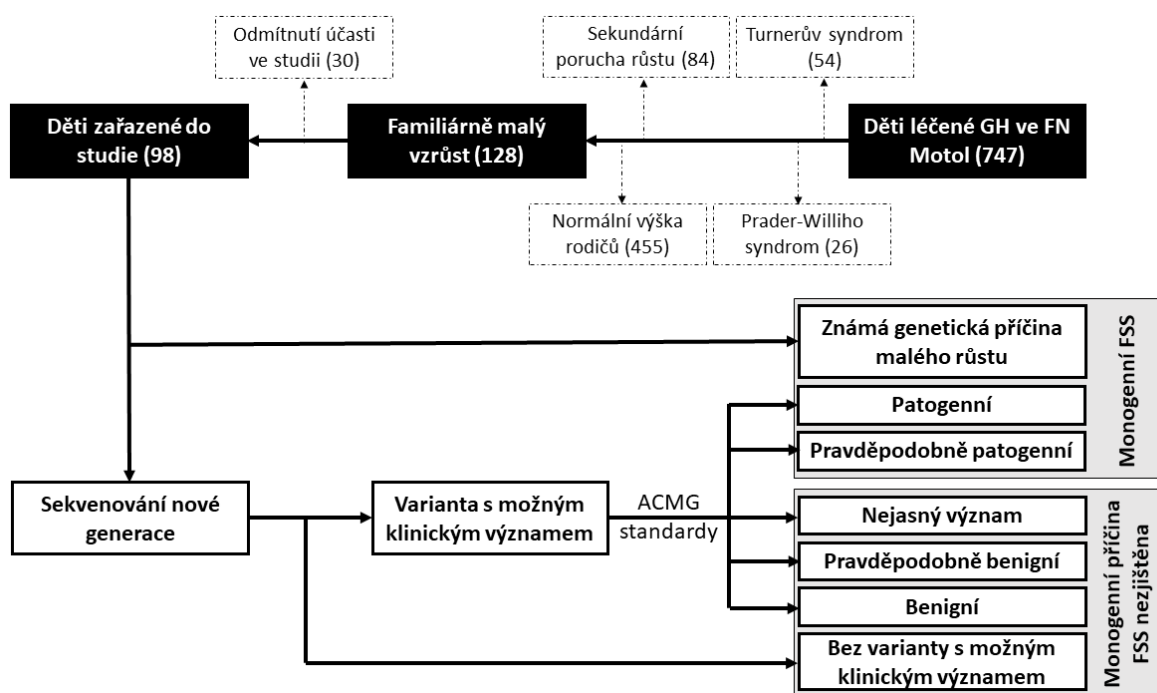 Odmítnutí účasti
ve studii (30)
Sekundární
porucha růstu (84)
Turnerův syndrom
(54)
Děti zařazené do
studie (98)
Familiárně malý
vzrůst (128)
Děti léčené GH ve FN
Motol (747)
Normální výška
rodičů (455)
Prader-Williho
syndrom (26)
Známá genetická příčina
malého růstu
Patogenní
Pravděpodobně patogenní
Monogenní FSS
Sekvenování nové
generace
Varianta s možným
klinickým významem
ACMG
standardy
Nejasný význam
Pravděpodobně benigní
Benigní
Bez varianty s možným
klinickým významem
Monogenní příčina
FSS nezjištěna